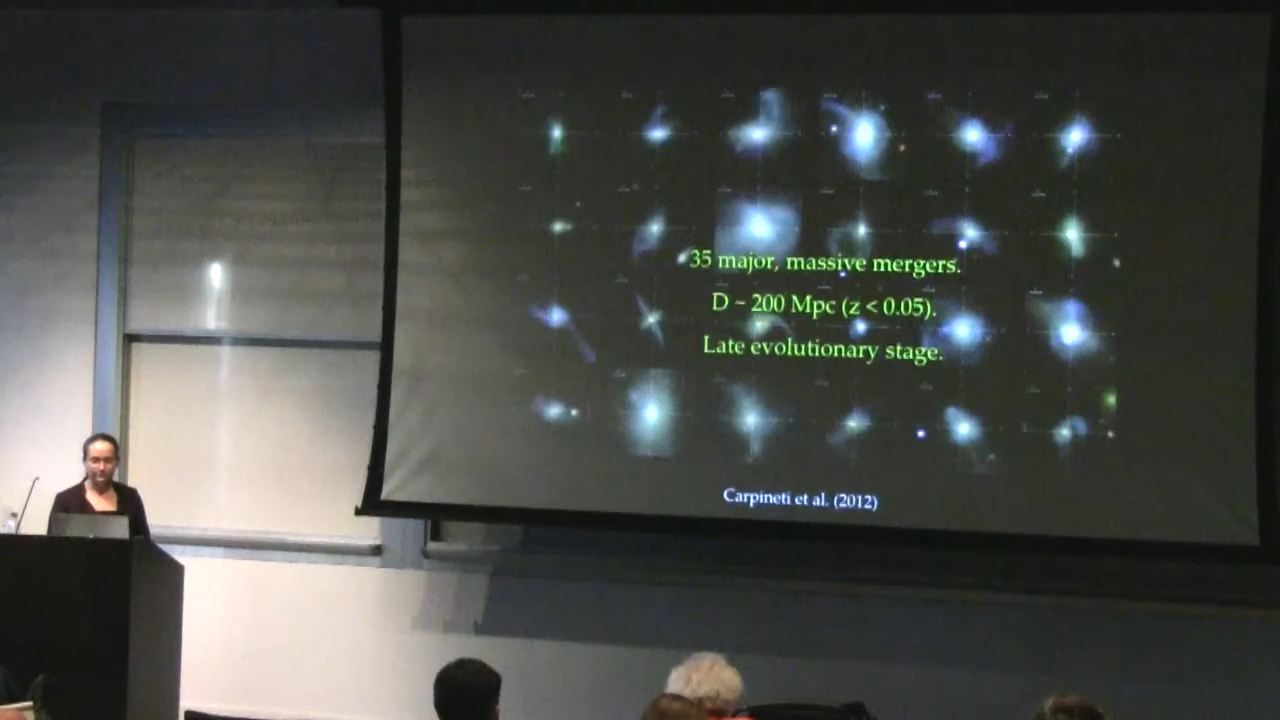 35 major, massive mergers.
D ~ 200 Mpc (z < 0.05).
Late evolutionary stage.
Carpineti et al. (2012)